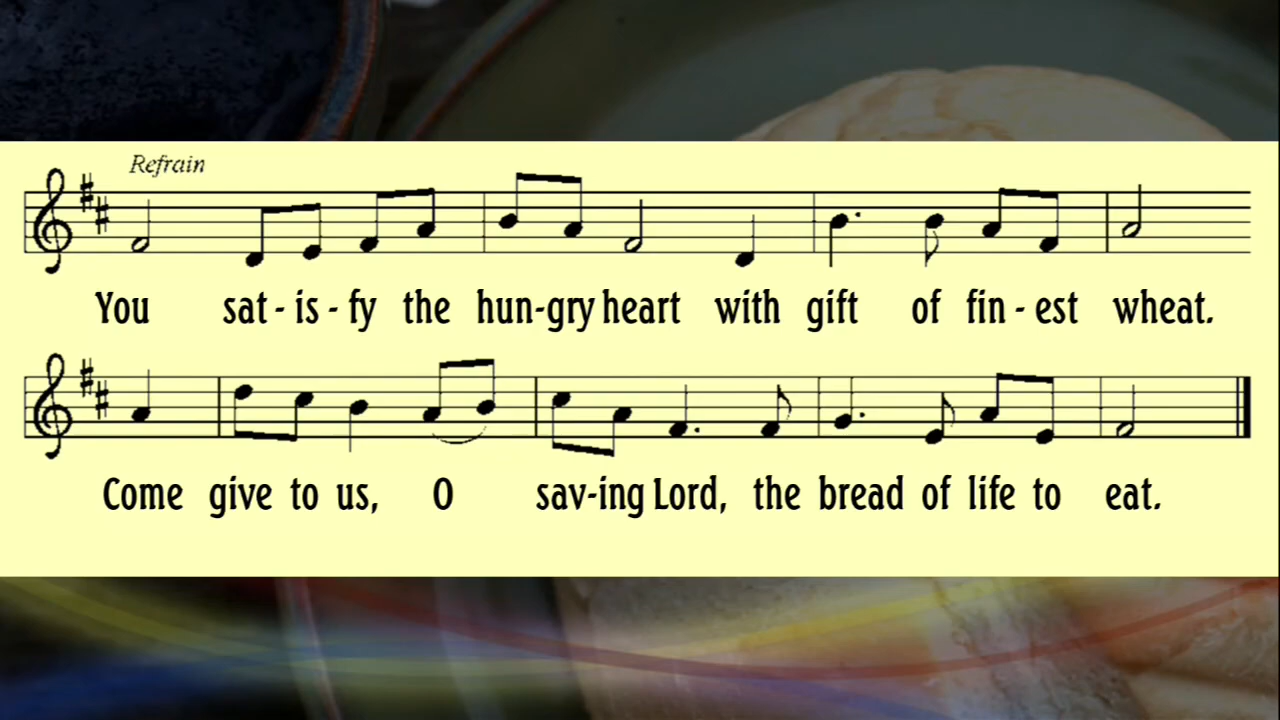 Refrain
You sat - is - fy the hun-gry heart with gift of fin - est wheat.
Come give to us, O sav-ing Lord, the bread of life to eat.